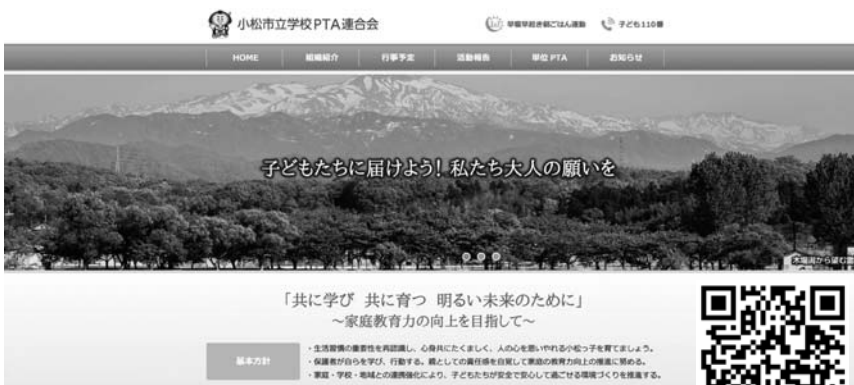 小松市立学校PTA連合会
早寝早起き朝ごはん運動
子ども110番
HOME
組織紹介
行事予定
活動報告
単位 PTA
お知らせ
子どもたちに届けよう！私たち大人の願いを
木場潟から望む
「共に学び 共に育つ 明るい未来のために」
～家庭教育力の向上を目指して～
基本方針
・生活習慣の重要性を再認識し、心身共にたくましく、人の心を思いやれる小松っ子を育てましょう。
・保護者が自らを学び、行動する。親としての責任感を自覚して家庭の教育力向上の推進に努める。
・家庭・学校・地域との連携強化により、子どもたちが安全で安心して過ごせる環境づくりを推進する。